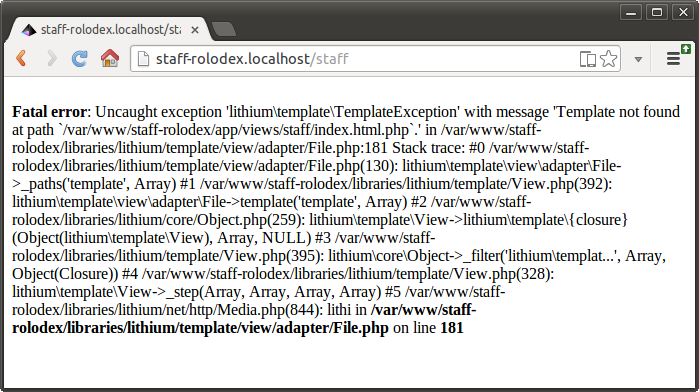 staff-rolodex.localhost/sta
staff-rolodex.localhost/staff
Fatal error: Uncaught exception 'lithium\template\TemplateException' with message 'Template not found
at path `/var/www/staff-rolodex/app/views/staff/index.html.php`.' in /var/www/staff-
rolodex/libraries/lithium/template/view/adapter/File.php:181 Stack trace: #0 /var/www/staff-
rolodex/libraries/lithium/template/view/adapter/File.php(130): lithium\template\view\adapter\File-
>_paths('template', Array) #1 /var/www/staff-rolodex/libraries/lithium/template/View.php(392):
lithium\template\view\adapter\File->template('template', Array) #2 /var/www/staff-
rolodex/libraries/lithium/core/Object.php(259): lithium\template\View->lithium\template\{closure}
(Object(lithium\template\View), Array, NULL) #3 /var/www/staff-
rolodex/libraries/lithium/template/View.php(395): lithium\core\Object->_filter('lithium\templat...', Array,
Object(Closure)) #4 /var/www/staff-rolodex/libraries/lithium/template/View.php(328):
lithium\template\View->_step(Array, Array, Array, Array) #5 /var/www/staff-
rolodex/libraries/lithium/net/http/Media.php(844): lithi in /var/www/staff-
rolodex/libraries/lithium/template/view/adapter/File.php on line 181